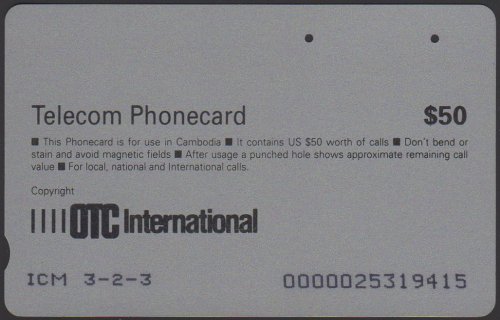 Telecom Phonecard $50
■ This Phonecard is for use in Cambodia ■ It contains US $50 worth of calls ■ Don't bend or
stain and avoid magnetic fields ■ After usage a punched hole shows approximate remaining call
value ■ For local, national and International calls.
Copyright
OTC International
ICM 3-2-3 0000025319415